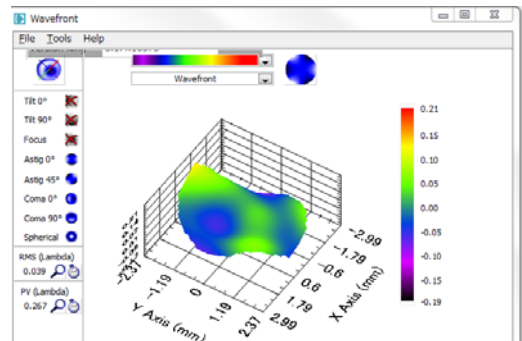 Wavefront
File Tools Help
Wavefront
Tilt 0°
Tilt 90°
Focus
Astig 0°
Astig 45°
Coma 0°
Coma 90°
Spherical
RMS (Lambda)
0.039
PV (Lambda)
0.267
0.21
0.15
0.10
0.05
0.00
-0.05
-0.10
-0.15
-0.19
-2.37
-1.19
0
1.19
2.37
Y Axis (mm)
-2.99
-1.79
-0.6
0.6
1.79
2.99
X Axis (mm)